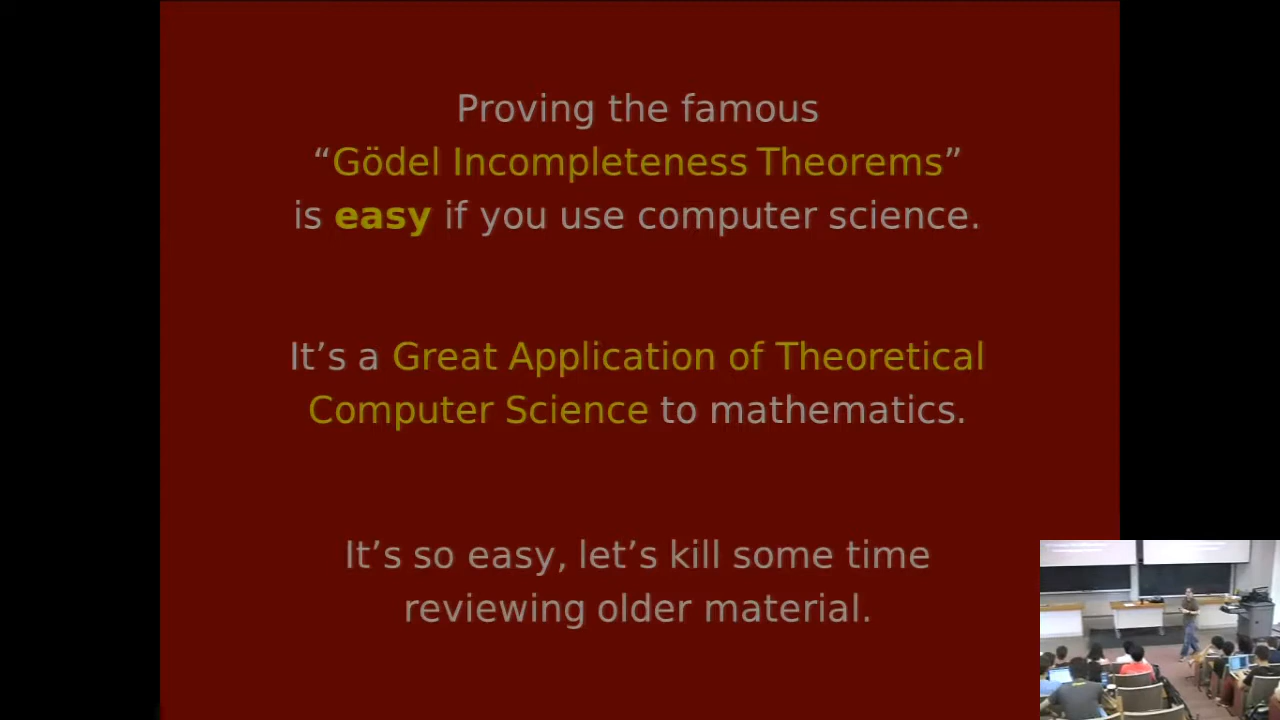 Proving the famous
“Gödel Incompleteness Theorems”
is easy if you use computer science.
It’s a Great Application of Theoretical
Computer Science to mathematics.
It’s so easy, let’s kill some time
reviewing older material.